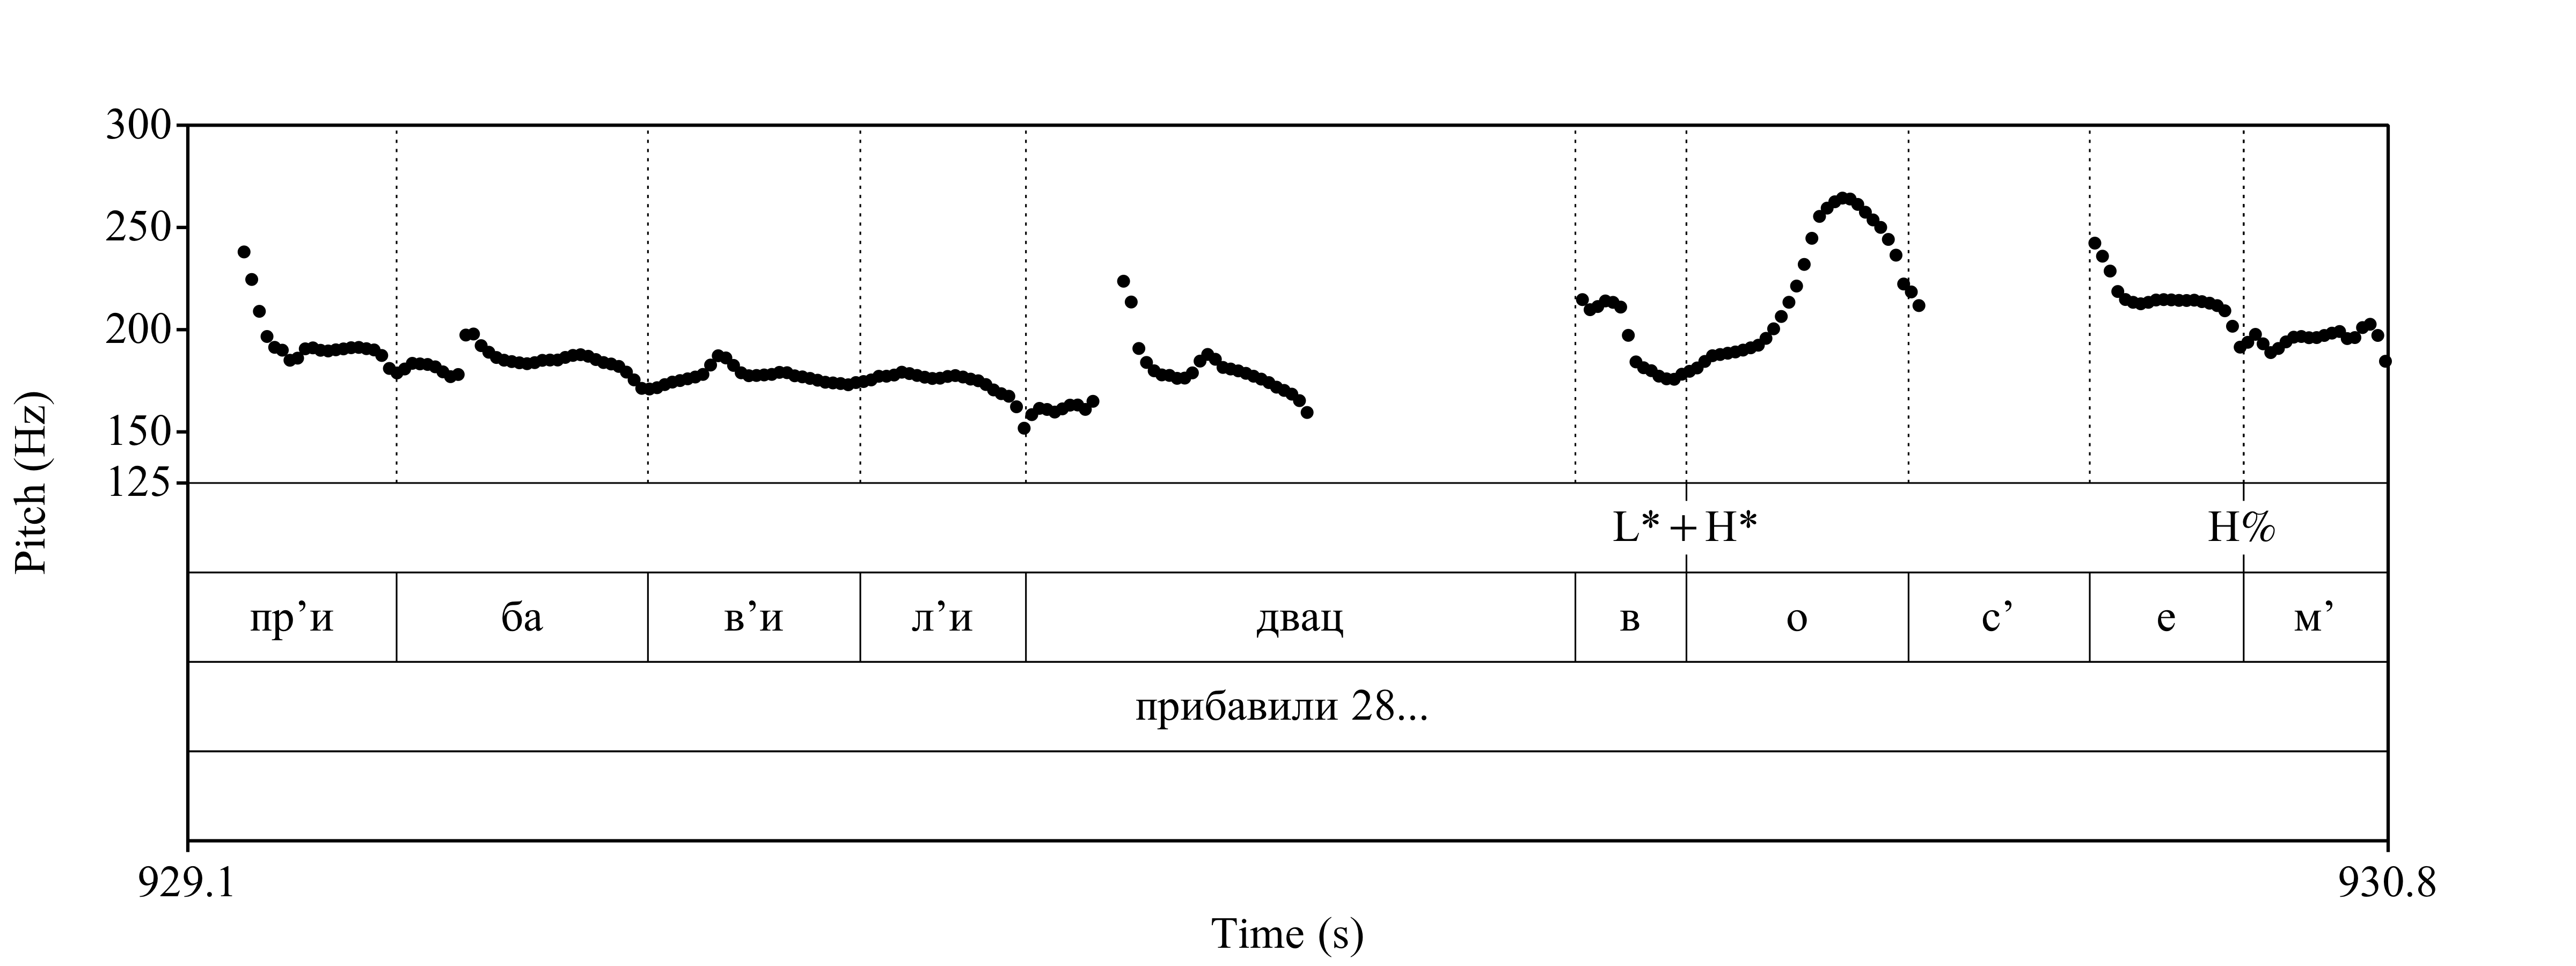 300
250
200
150
125
Pitch (Hz)
L*+H* H%
пр’и ба в’и л’и двац в о с’ е м’
прибавили 28...
929.1 930.8
Time (s)